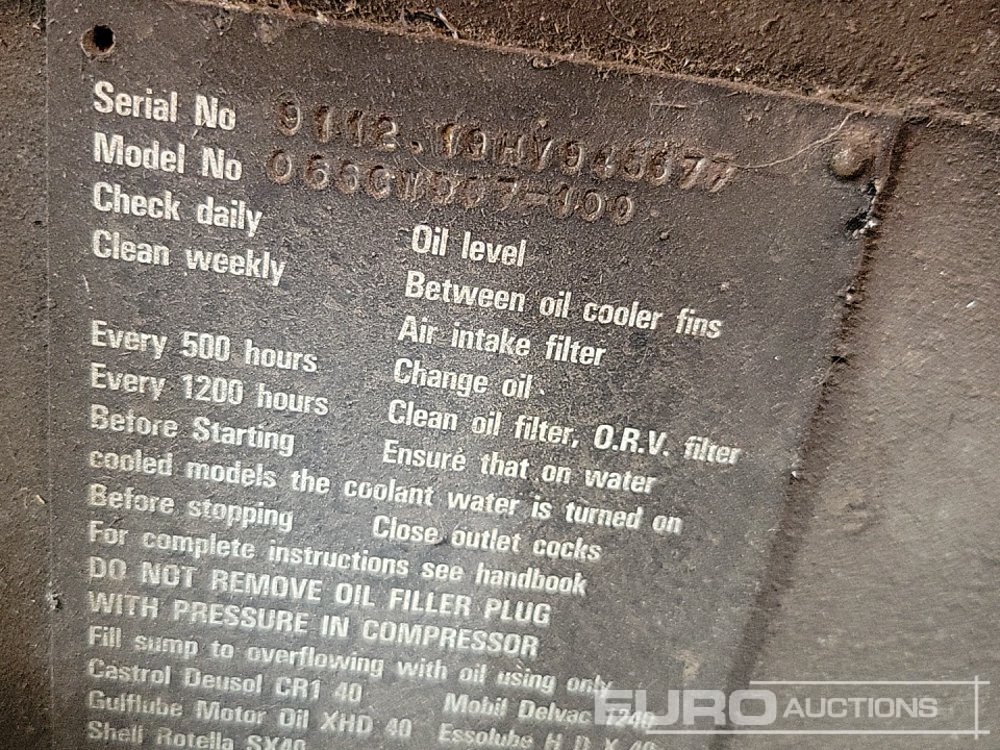 Serial No
Model No
Check daily Oil level
Clean weekly Between oil cooler fins
Air intake filter
Every 500 hours Change oil
Every 1200 hours Clean oil filter, O.R.V. filter
Before Starting Ensure that on water
cooled models the coolant water is turned on
Before stopping Close outlet cocks
For complete instructions see handbook
DO NOT REMOVE OIL FILLER PLUG
WITH PRESSURE IN COMPRESSOR
Fill sump to overflowing with oil using only
Castrol Deusol CR1 40 Mobil Delvac 1240
Gulflube Motor Oil XHD 40 Essolube H D X 40
Shell Rotella SX40
EURO AUCTIONS